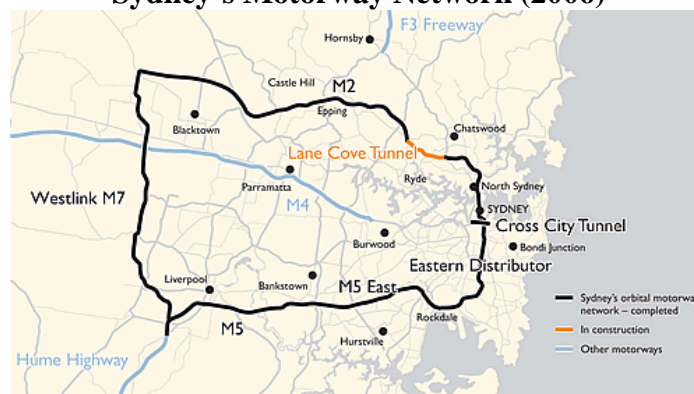 Sydney's Motorway Network (2006)
F3 Freeway
Hornsby
Castle Hill
M2
Epping
Blacktown
Chatswood
Lane Cove Tunnel
Ryde
Parramatta
North Sydney
Westlink M7
M4
SYDNEY
Cross City Tunnel
Burwood
Bondi Junction
Eastern Distributor
Liverpool
Bankstown
M5 East
Sydney's orbital motorwa
network – completed
Rockdale
M5
In construction
Hurstville
Hume Highway
Other motorways